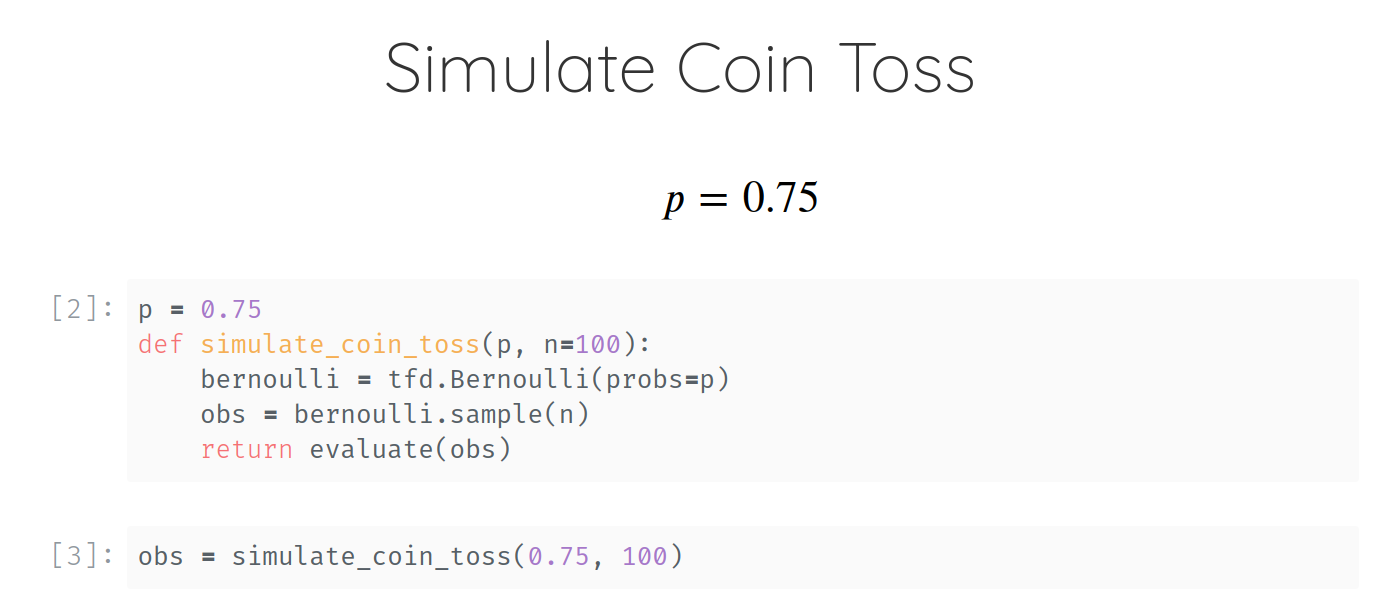 Simulate Coin Toss
p = 0.75
[2]: p = 0.75
def simulate_coin_toss(p, n=100):
    bernoulli = tfd.Bernoulli(probs=p)
    obs = bernoulli.sample(n)
    return evaluate(obs)
[3]: obs = simulate_coin_toss(0.75, 100)